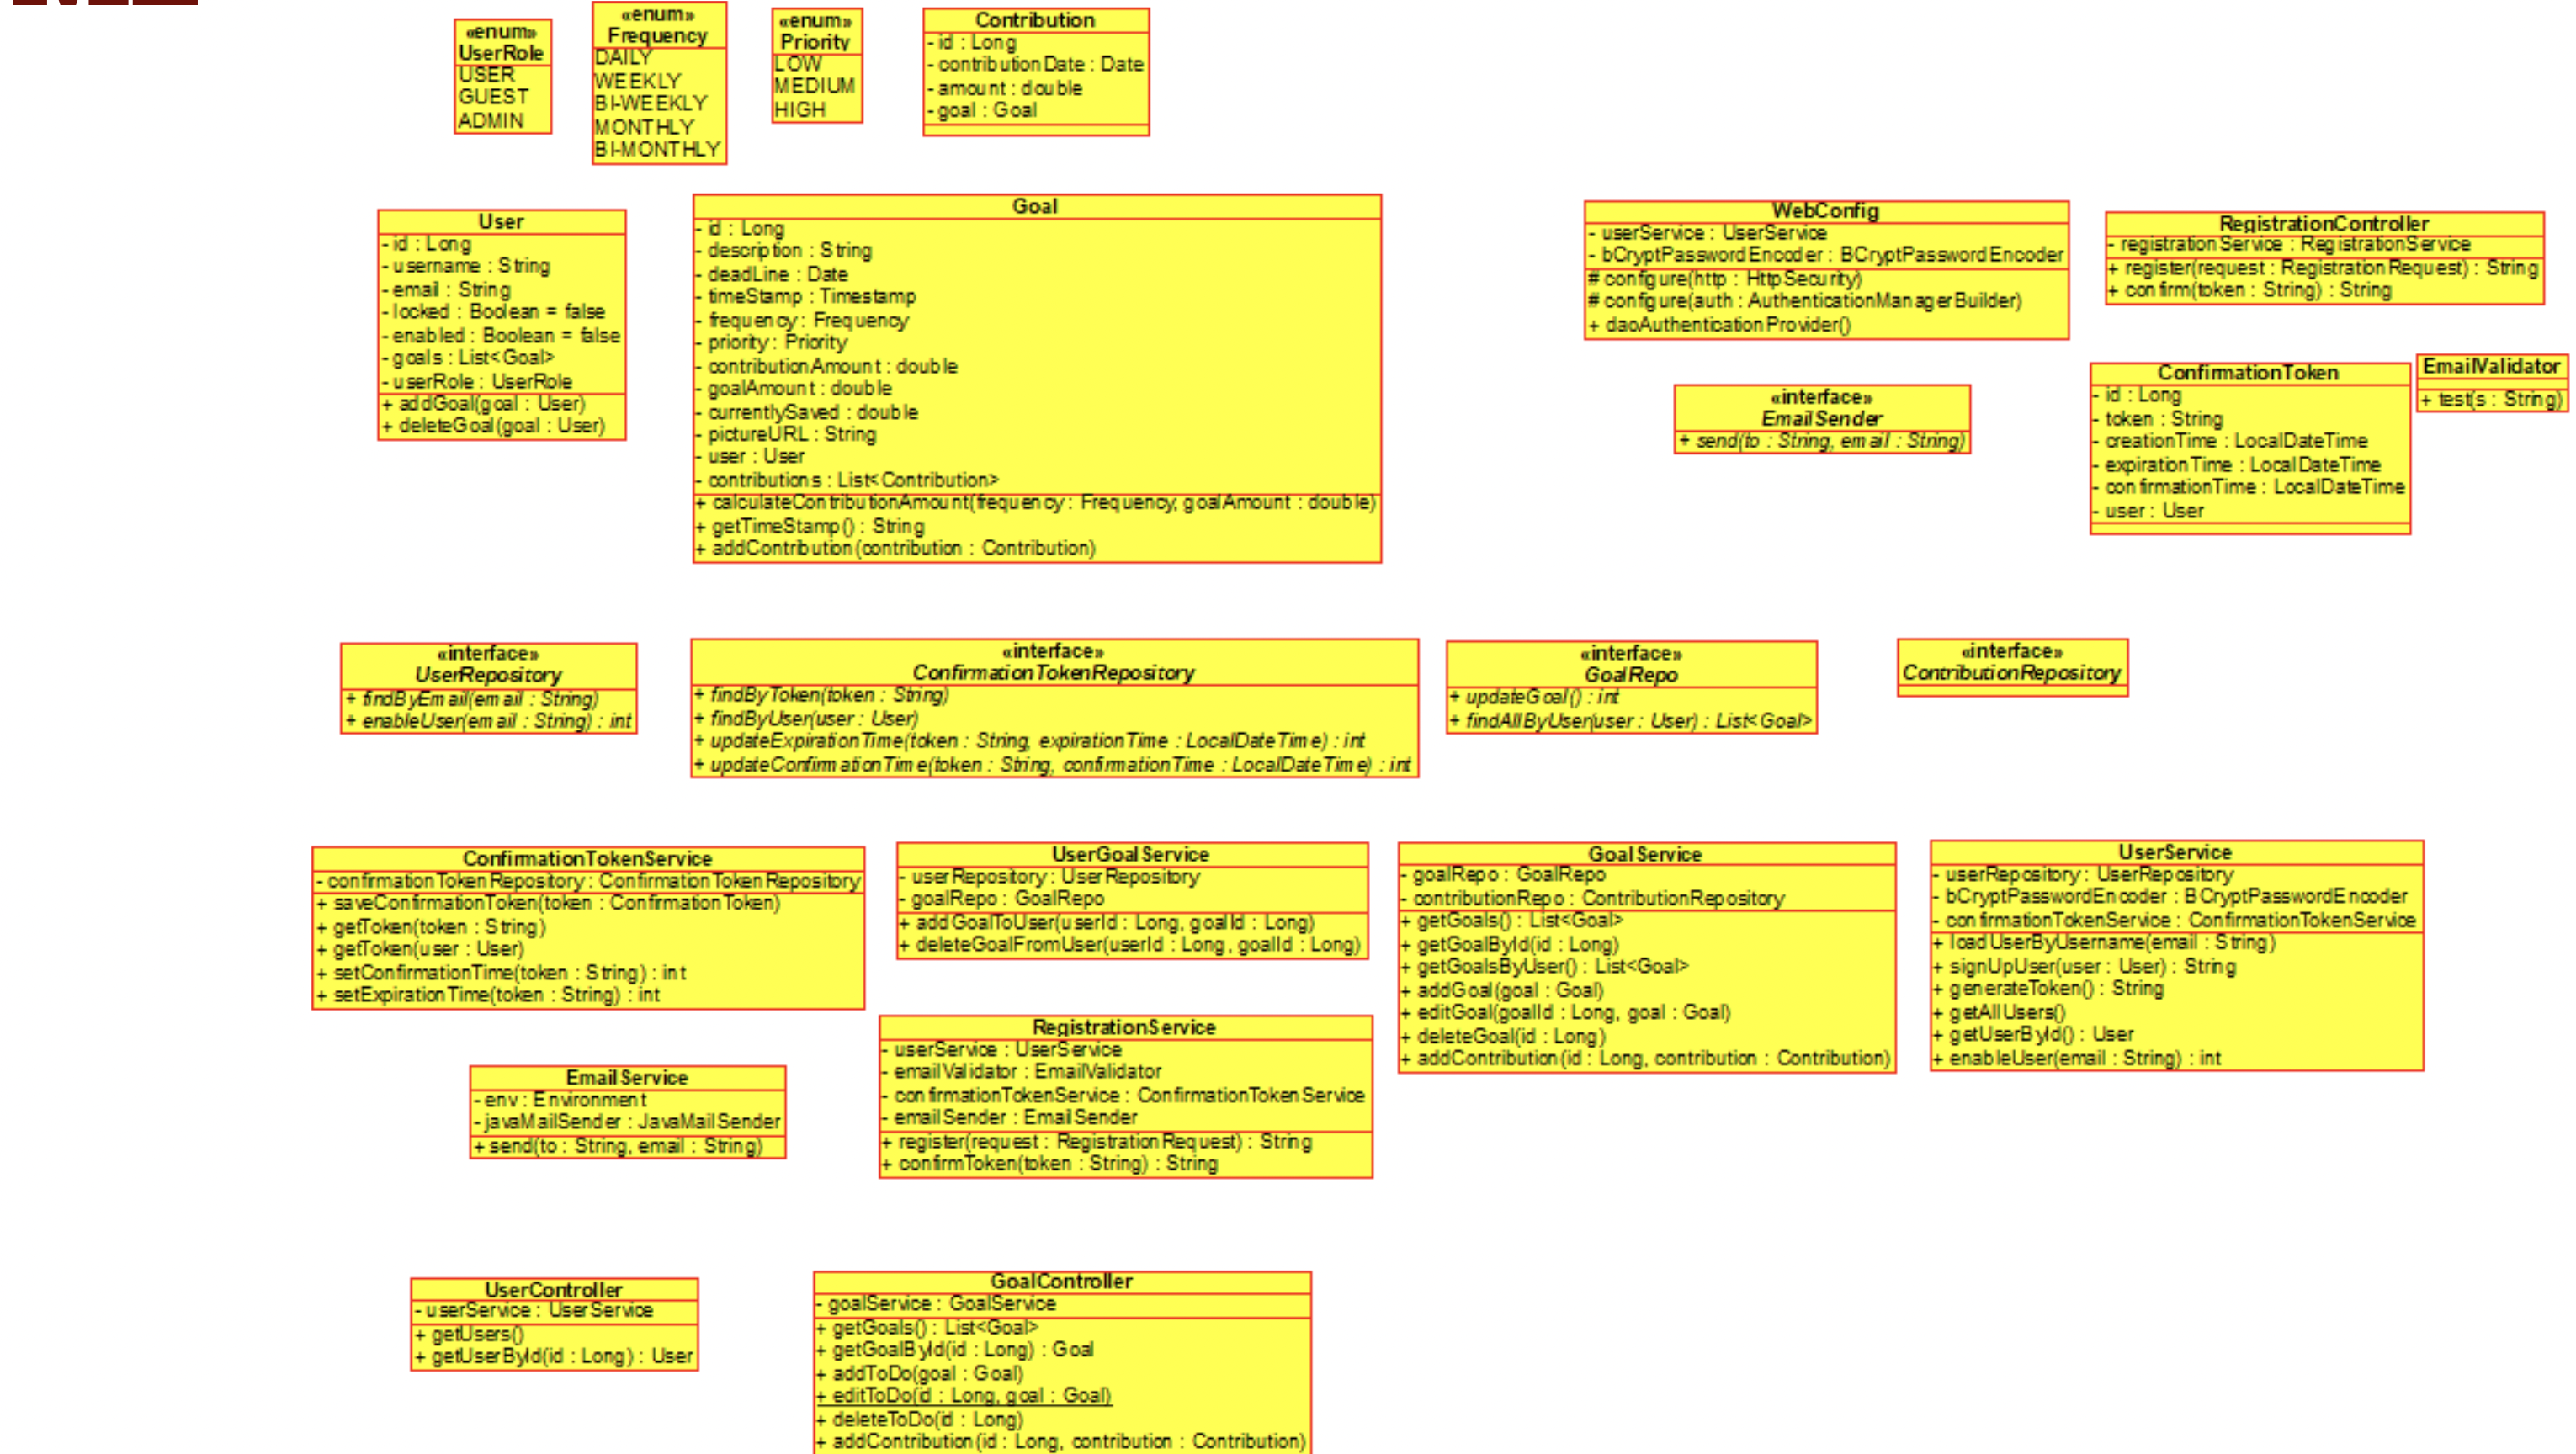 «enum»
UserRole
USER
GUEST
ADMIN
«enum»
Frequency
DAILY
WEEKLY
BI-WEEKLY
MONTHLY
BI-MONTHLY
«enum»
Priority
LOW
MEDIUM
HIGH
Contribution
- id : Long
- contributionDate : Date
- amount : double
- goal : Goal
User
- id : Long
- username : String
- email : String
- locked : Boolean = false
- enabled : Boolean = false
- goals : List<Goal>
- userRole : UserRole
+ addGoal(goal : User)
+ deleteGoal(goal : User)
Goal
- id : Long
- description : String
- deadLine : Date
- timeStamp : Timestamp
- frequency : Frequency
- priority : Priority
- contributionAmount : double
- goalAmount : double
- currentlySaved : double
- pictureURL : String
- user : User
- contributions : List<Contribution>
+ calculateContributionAmount(frequency : Frequency, goalAmount : double)
+ getTimeStamp() : String
+ addContribution(contribution : Contribution)
WebConfig
- userService : UserService
- bCryptPasswordEncoder : BCryptPasswordEncoder
# configure(http : HttpSecurity)
# configure(auth : AuthenticationManagerBuilder)
+ daoAuthenticationProvider()
RegistrationController
- registrationService : RegistrationService
+ register(request : RegistrationRequest) : String
+ confirm(token : String) : String
«interface»
EmailSender
+ send(to : String, email : String)
ConfirmationToken
- id : Long
- token : String
- creationTime : LocalDateTime
- expirationTime : LocalDateTime
- confirmationTime : LocalDateTime
- user : User
EmailValidator
+ test(s : String)
«interface»
UserRepository
+ findByEmail(email : String)
+ enableUser(email : String) : int
«interface»
ConfirmationTokenRepository
+ findByToken(token : String)
+ findByUser(user : User)
+ updateExpirationTime(token : String, expirationTime : LocalDateTime) : int
+ updateConfirmationTime(token : String, confirmationTime : LocalDateTime) : int
«interface»
GoalRepo
+ updateGoal() : int
+ findAllByUser(user : User) : List<Goal>
«interface»
ContributionRepository
ConfirmationTokenService
- confirmationTokenRepository : ConfirmationTokenRepository
+ saveConfirmationToken(token : ConfirmationToken)
+ getToken(token : String)
+ getToken(user : User)
+ setConfirmationTime(token : String) : int
+ setExpirationTime(token : String) : int
UserGoalService
- userRepository : UserRepository
- goalRepo : GoalRepo
+ addGoalToUser(userId : Long, goalId : Long)
+ deleteGoalFromUser(userId : Long, goalId : Long)
GoalService
- goalRepo : GoalRepo
- contributionRepo : ContributionRepository
+ getGoals() : List<Goal>
+ getGoalById(id : Long)
+ getGoalsByUser() : List<Goal>
+ addGoal(goal : Goal)
+ editGoal(goalId : Long, goal : Goal)
+ deleteGoal(id : Long)
+ addContribution(id : Long, contribution : Contribution)
UserService
- userRepository : UserRepository
- bCryptPasswordEncoder : BCryptPasswordEncoder
- confirmationTokenService : ConfirmationTokenService
+ loadUserByUsername(email : String)
+ signUpUser(user : User) : String
+ generateToken() : String
+ getAllUsers()
+ getUserById() : User
+ enableUser(email : String) : int
EmailService
- env : Environment
- javaMailSender : JavaMailSender
+ send(to : String, email : String)
RegistrationService
- userService : UserService
- emailValidator : EmailValidator
- confirmationTokenService : ConfirmationTokenService
- emailSender : EmailSender
+ register(request : RegistrationRequest) : String
+ confirmToken(token : String) : String
UserController
- userService : UserService
+ getUsers()
+ getUserById(id : Long) : User
GoalController
- goalService : GoalService
+ getGoals() : List<Goal>
+ getGoalById(id : Long) : Goal
+ addToDo(goal : Goal)
+ editToDo(id : Long, goal : Goal)
+ deleteToDo(id : Long)
+ addContribution(id : Long, contribution : Contribution)